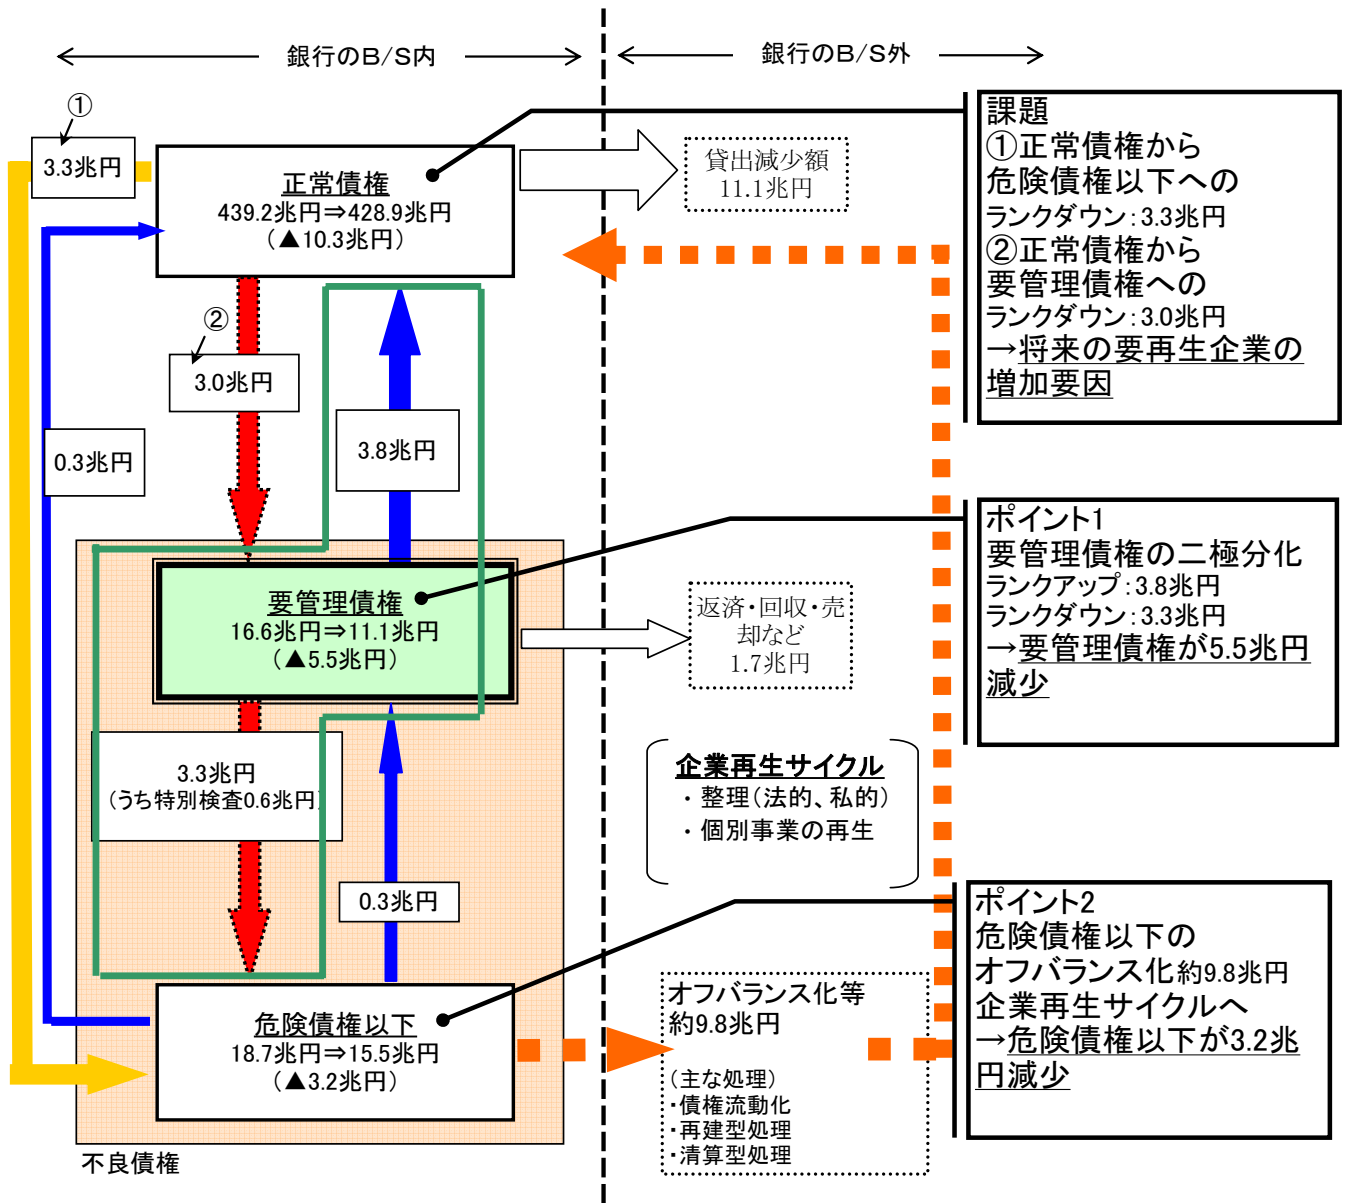 銀行のB/S内
銀行のB/S外
①
3.3兆円
正常債権
439.2兆円⇒428.9兆円
(▲10.3兆円)
貸出減少額
11.1兆円
課題
①正常債権から
危険債権以下への
ランクダウン：3.3兆円
②正常債権から
要管理債権への
ランクダウン：3.0兆円
→将来の要再生企業の
増加要因
②
3.0兆円
3.8兆円
0.3兆円
要管理債権
16.6兆円⇒11.1兆円
(▲5.5兆円)
返済・回収・売
却など
1.7兆円
ポイント1
要管理債権の二極分化
ランクアップ：3.8兆円
ランクダウン：3.3兆円
→要管理債権が5.5兆円
減少
3.3兆円
(うち特別検査0.6兆円)
企業再生サイクル
・整理(法的、私的)
・個別事業の再生
0.3兆円
危険債権以下
18.7兆円⇒15.5兆円
(▲3.2兆円)
オフバランス化等
約9.8兆円
(主な処理)
・債権流動化
・再建型処理
・清算型処理
ポイント2
危険債権以下の
オフバランス化約9.8兆円
企業再生サイクルへ
→危険債権以下が3.2兆
円減少
不良債権